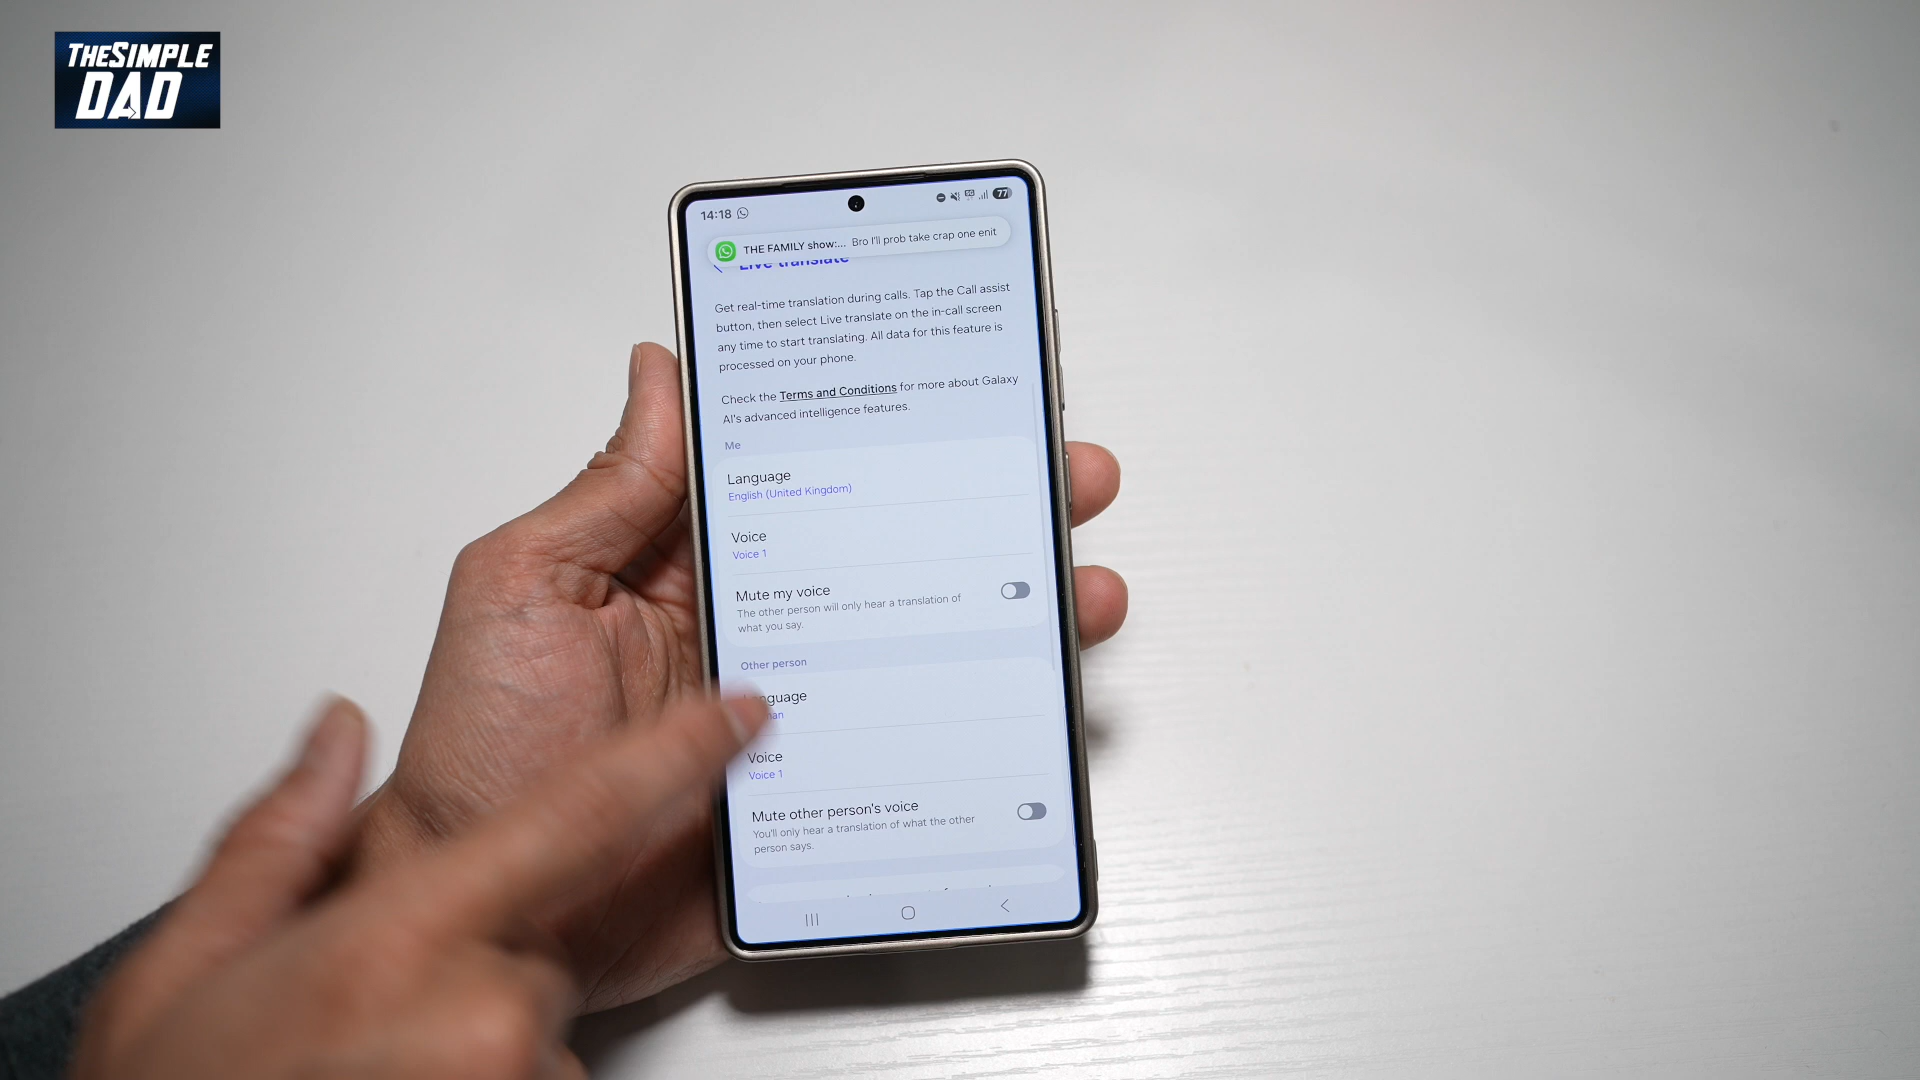 THESIMPLE
DAD
14:18
77
THE FAMILY show:... Bro I'll prob take crap one enit
Live translate
Get real-time translation during calls. Tap the Call assist
button, then select Live translate on the in-call screen
any time to start translating. All data for this feature is
processed on your phone.
Check the Terms and Conditions for more about Galaxy
AI's advanced intelligence features.
Me
Language
English (United Kingdom)
Voice
Voice 1
Mute my voice
The other person will only hear a translation of
what you say.
Other person
Language
Voice
Voice 1
Mute other person's voice
You'll only hear a translation of what the other
person says.